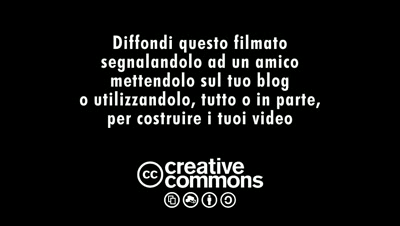 Diffondi questo filmato
segnalandolo ad un amico
mettendolo sul tuo blog
o utilizzandolo, tutto o in parte,
per costruire i tuoi video
cc creative
commons